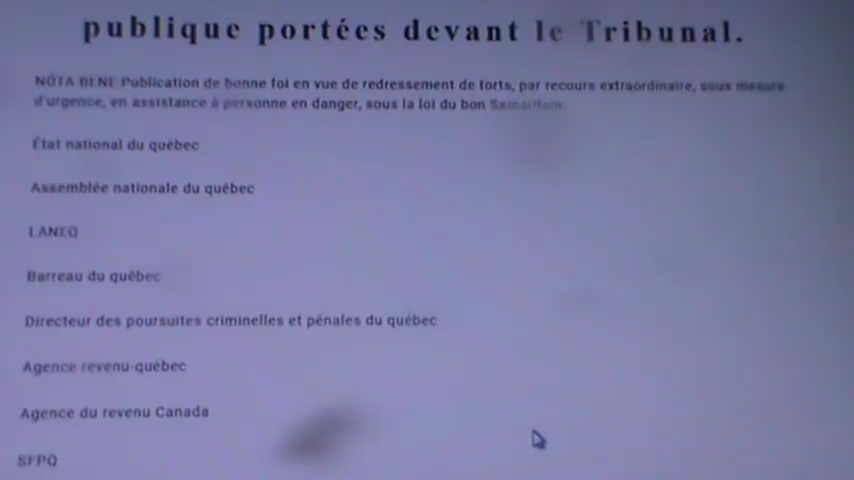 publique portées devant le Tribunal.
NOTA BENE:Publication de bonne foi en vue de redressement de torts, par recours extraordinaire, sous mesure
d'urgence, en assistance à personne en danger, sous la loi du bon Samaritain
État national du québec
Assemblée nationale du québec
LANEQ
Barreau du québec
Directeur des poursuites criminelles et pénales du québec
Agence revenu-québec
Agence du revenu Canada
SFPQ